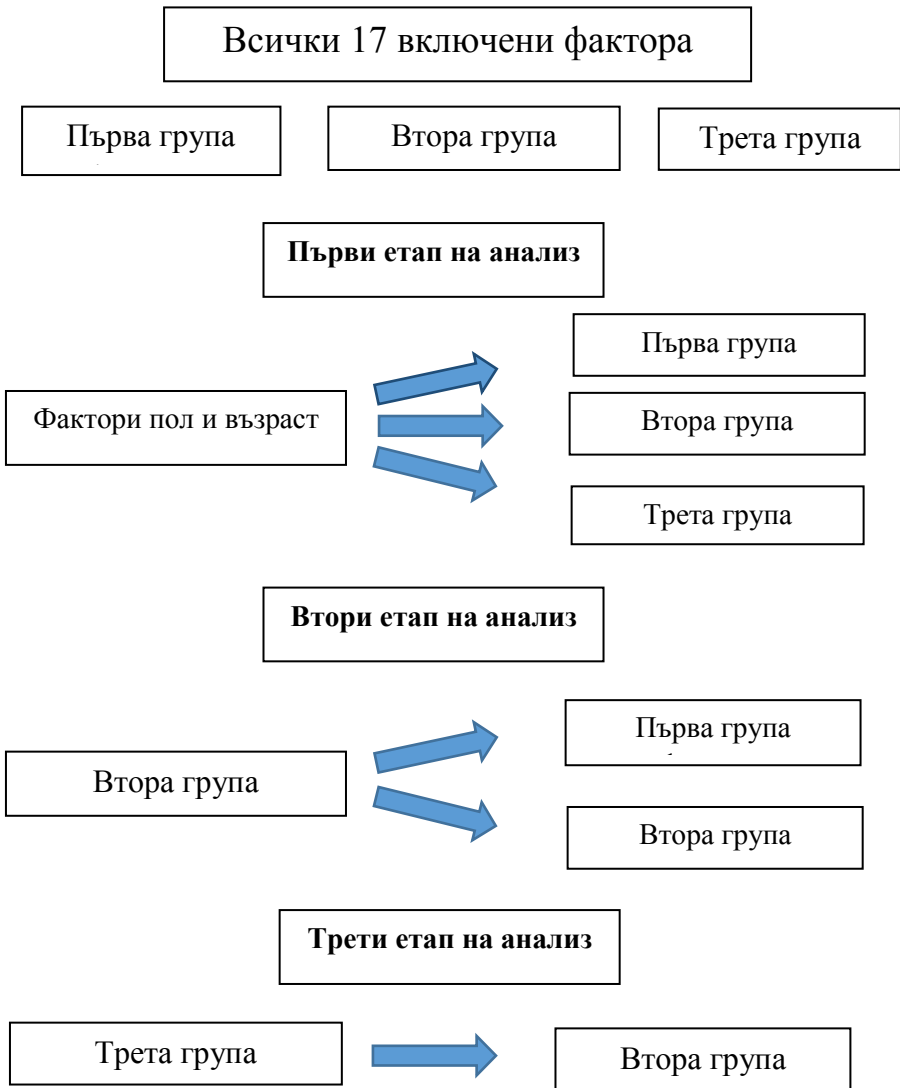 Всички 17 включени фактора
Първа група
Втора група
Трета група
Първи етап на анализ
Първа група
Фактори пол и възраст
Втора група
Трета група
Втори етап на анализ
Първа група
Втора група
Втора група
Трети етап на анализ
Трета група
Втора група